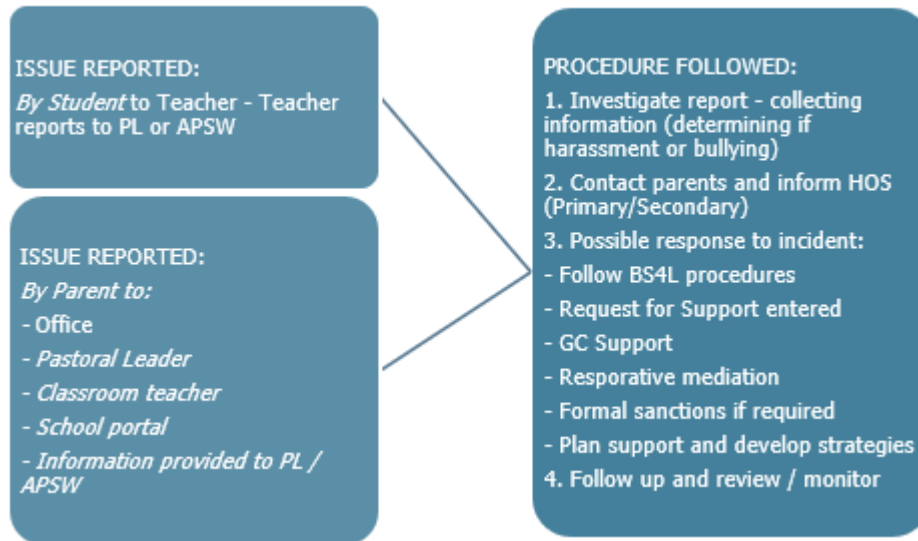 ISSUE REPORTED:
By Student to Teacher - Teacher
reports to PL or APSW
ISSUE REPORTED:
By Parent to:
- Office
- Pastoral Leader
- Classroom teacher
- School portal
- Information provided to PL /
APSW
PROCEDURE FOLLOWED:
1. Investigate report - collecting
information (determining if
harassment or bullying)
2. Contact parents and inform HOS
(Primary/Secondary)
3. Possible response to incident:
- Follow BS4L procedures
- Request for Support entered
- GC Support
- Resporative mediation
- Formal sanctions if required
- Plan support and develop strategies
4. Follow up and review / monitor